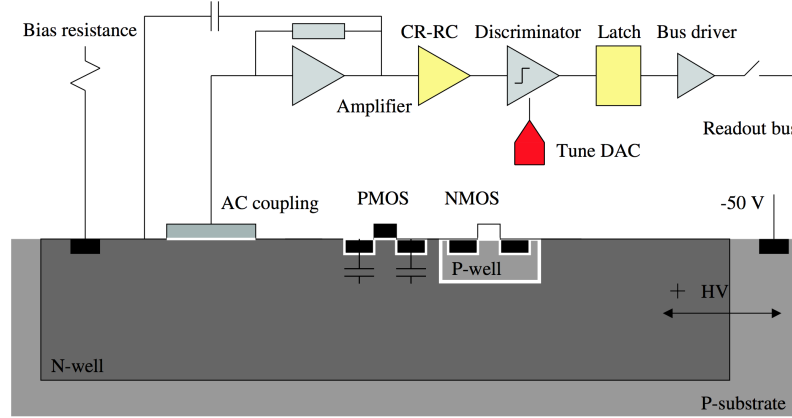 Bias resistance
CR-RC
Discriminator
Latch
Bus driver
Amplifier
Readout bus
Tune DAC
AC coupling
PMOS
NMOS
-50 V
P-well
+ HV
N-well
P-substrate